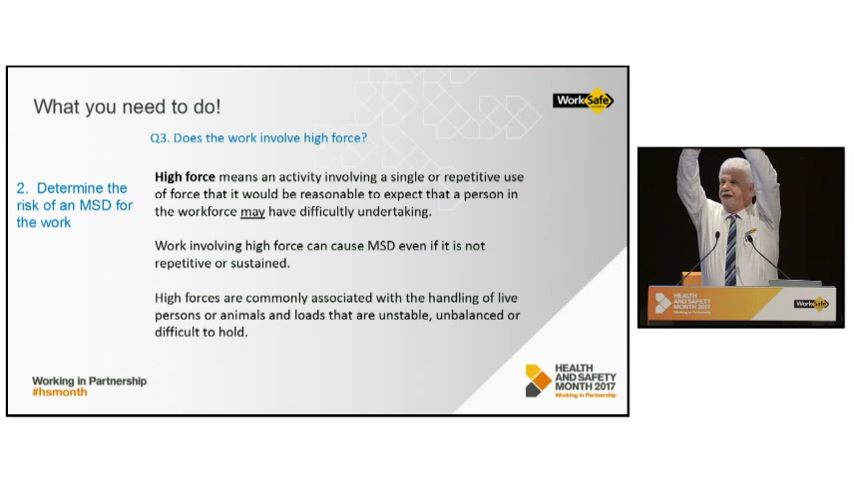 What you need to do!
WorkSafe
Q3. Does the work involve high force?
2. Determine the
risk of an MSD for
the work
High force means an activity involving a single or repetitive use
of force that it would be reasonable to expect that a person in
the workforce may have difficultly undertaking.
Work involving high force can cause MSD even if it is not
repetitive or sustained.
High forces are commonly associated with the handling of live
persons or animals and loads that are unstable, unbalanced or
difficult to hold.
Working in Partnership
#hsmonth
HEALTH
AND SAFETY
MONTH 2017
Working in Partnership
HEALTH
AND SAFETY
MONTH 2017
Working in Partnership
WorkSafe